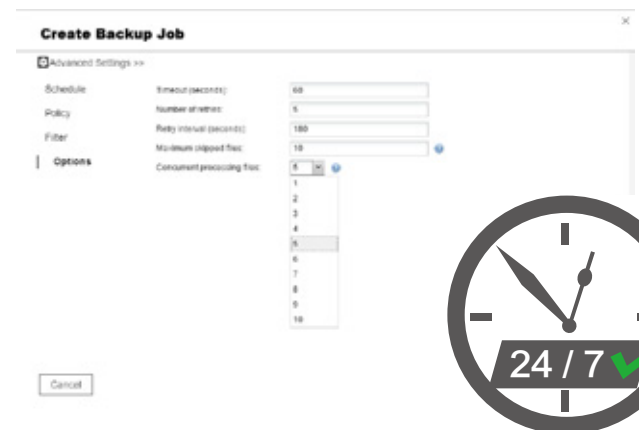 ×
Create Backup Job
Advanced Settings >>
Schedule
Policy
Filter
Options
Timeout (seconds):
60
Number of retries:
5
Retry interval (seconds):
180
Maximum skipped files:
10
Concurrent processing files:
5
1
2
3
4
5
6
7
8
9
10
Cancel
24 / 7